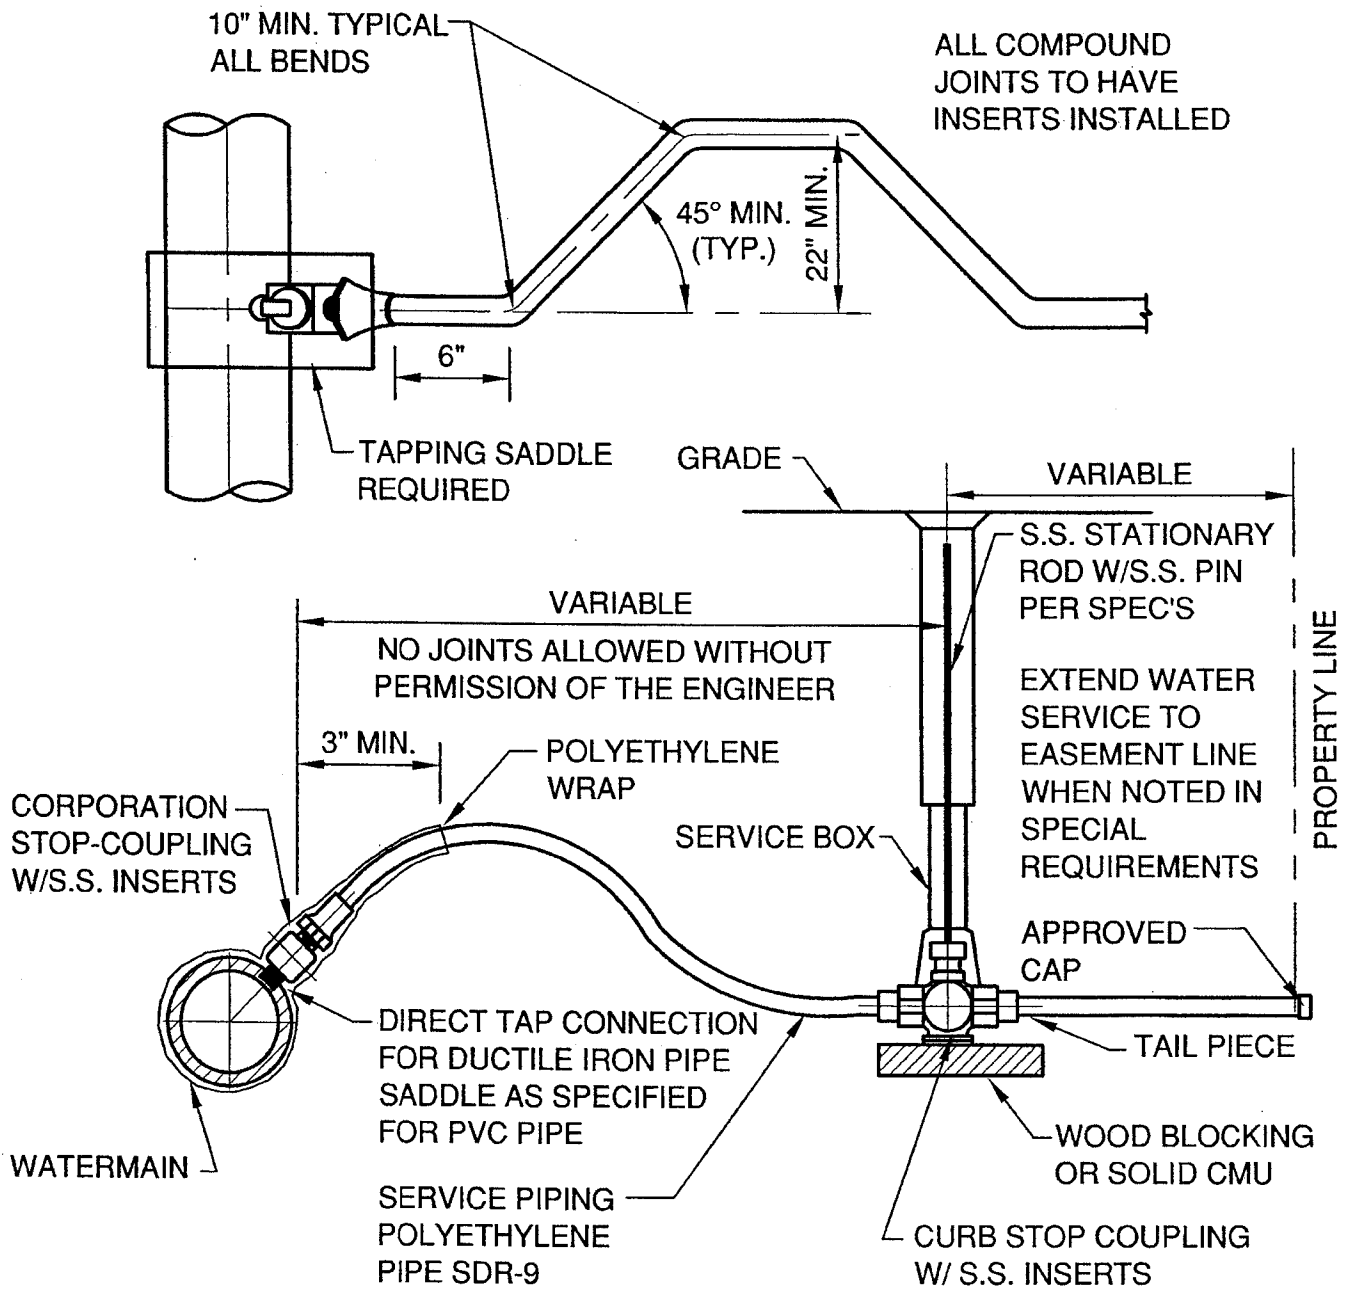 10" MIN. TYPICAL
ALL BENDS
ALL COMPOUND
JOINTS TO HAVE
INSERTS INSTALLED
45° MIN.
(TYP.)
22" MIN.
6"
TAPPING SADDLE
REQUIRED
GRADE
VARIABLE
S.S. STATIONARY
ROD W/S.S. PIN
PER SPEC'S
VARIABLE
NO JOINTS ALLOWED WITHOUT
PERMISSION OF THE ENGINEER
PROPERTY LINE
EXTEND WATER
SERVICE TO
EASEMENT LINE
WHEN NOTED IN
SPECIAL
REQUIREMENTS
3" MIN.
POLYETHYLENE
WRAP
CORPORATION
STOP-COUPLING
W/S.S. INSERTS
SERVICE BOX
APPROVED
CAP
DIRECT TAP CONNECTION
FOR DUCTILE IRON PIPE
SADDLE AS SPECIFIED
FOR PVC PIPE
TAIL PIECE
WATERMAIN
WOOD BLOCKING
OR SOLID CMU
SERVICE PIPING
POLYETHYLENE
PIPE SDR-9
CURB STOP COUPLING
W/ S.S. INSERTS